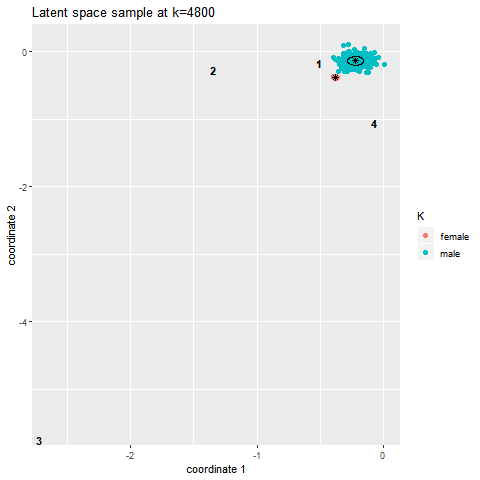 Latent space sample at k=4800
0
1
2
4
-2
K
female
coordinate 2
male
-4
3
-2
-1
0
coordinate 1